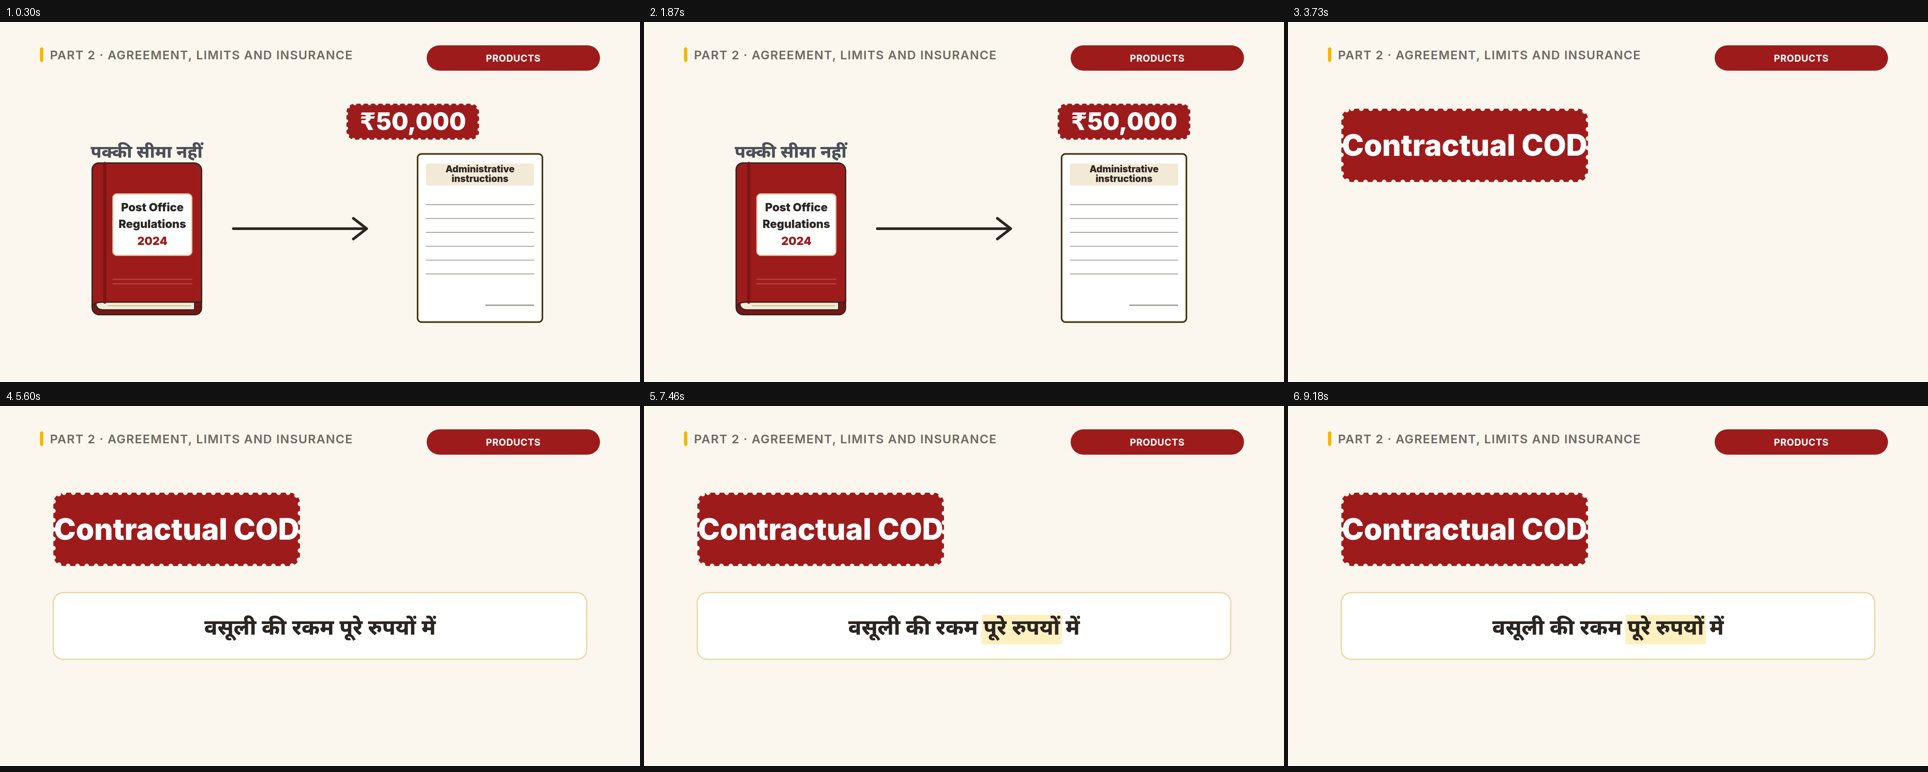 1. 0.30s
PART 2 · AGREEMENT, LIMITS AND INSURANCE
PRODUCTS
₹50,000
पक्की सीमा नहीं
Post Office
Regulations
2024
Administrative
instructions
2. 1.87s
PART 2 · AGREEMENT, LIMITS AND INSURANCE
PRODUCTS
₹50,000
पक्की सीमा नहीं
Post Office
Regulations
2024
Administrative
instructions
3. 3.73s
PART 2 · AGREEMENT, LIMITS AND INSURANCE
PRODUCTS
Contractual COD
4. 5.60s
PART 2 · AGREEMENT, LIMITS AND INSURANCE
PRODUCTS
Contractual COD
वसूली की रकम पूरे रुपयों में
5. 7.46s
PART 2 · AGREEMENT, LIMITS AND INSURANCE
PRODUCTS
Contractual COD
वसूली की रकम पूरे रुपयों में
6. 9.18s
PART 2 · AGREEMENT, LIMITS AND INSURANCE
PRODUCTS
Contractual COD
वसूली की रकम पूरे रुपयों में